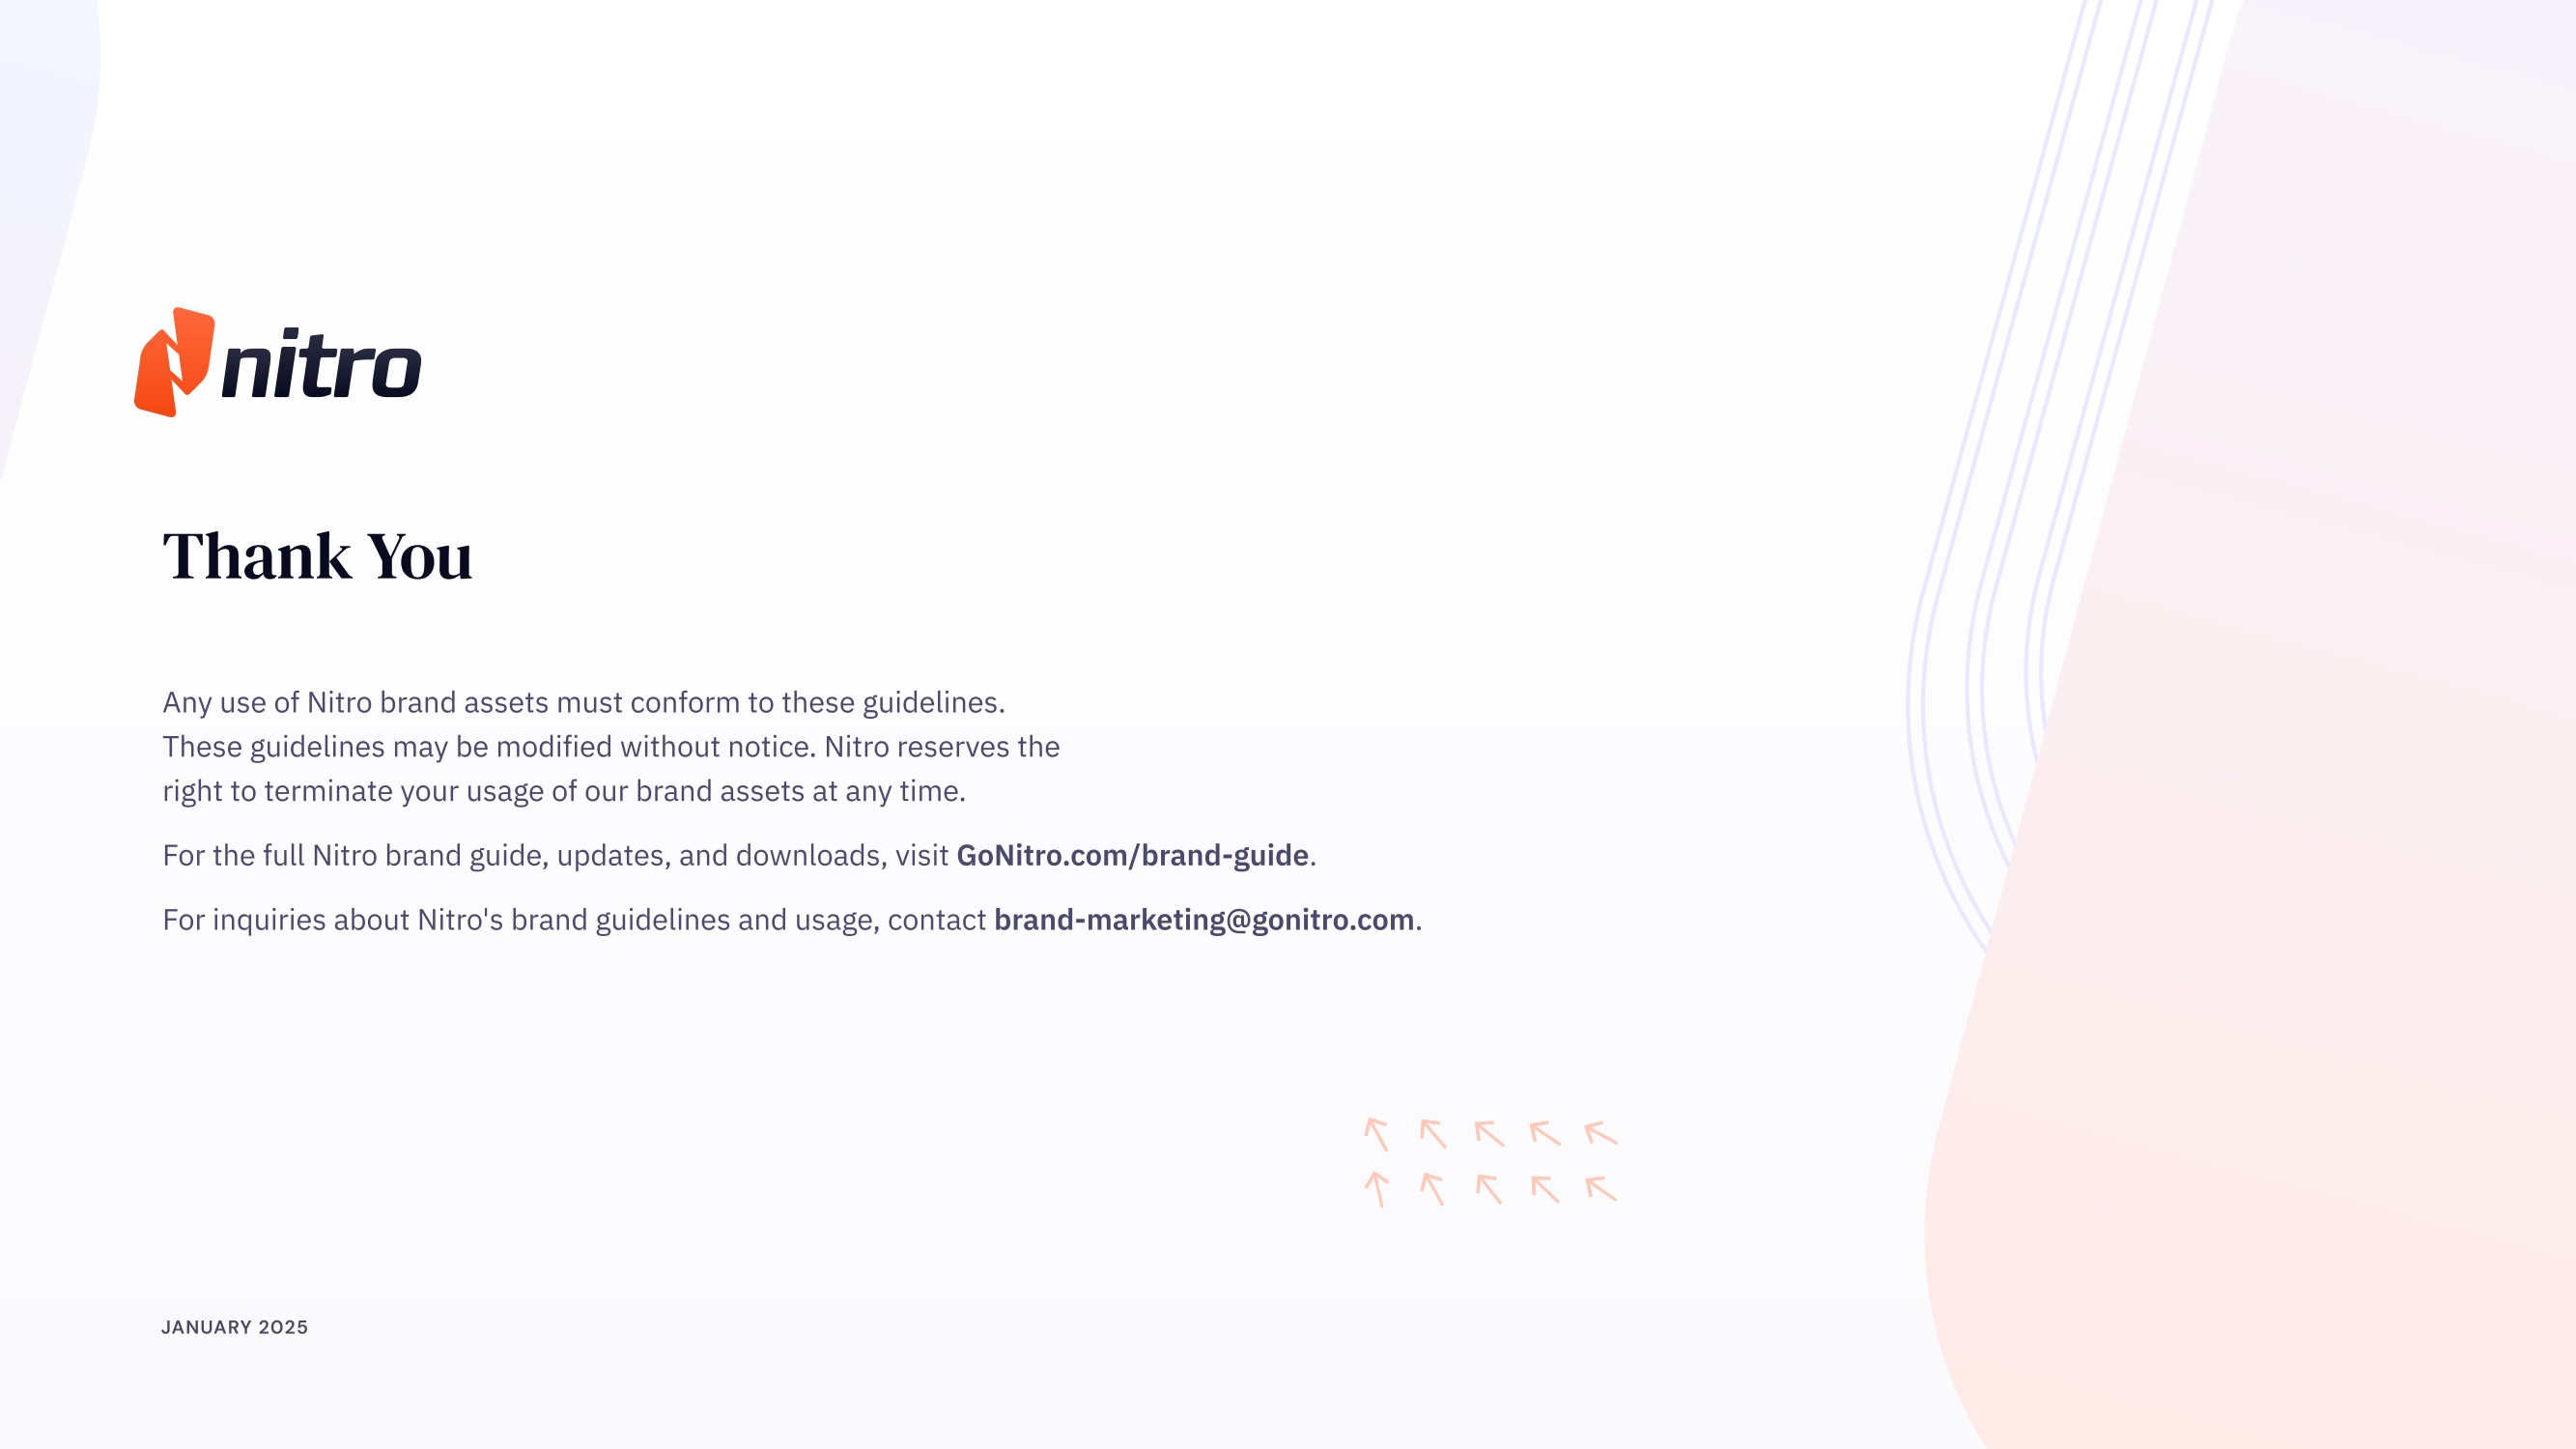 nitro
Thank You
Any use of Nitro brand assets must conform to these guidelines.
These guidelines may be modified without notice. Nitro reserves the
right to terminate your usage of our brand assets at any time.
For the full Nitro brand guide, updates, and downloads, visit GoNitro.com/brand-guide.
For inquiries about Nitro's brand guidelines and usage, contact brand-marketing@gonitro.com.
JANUARY 2025